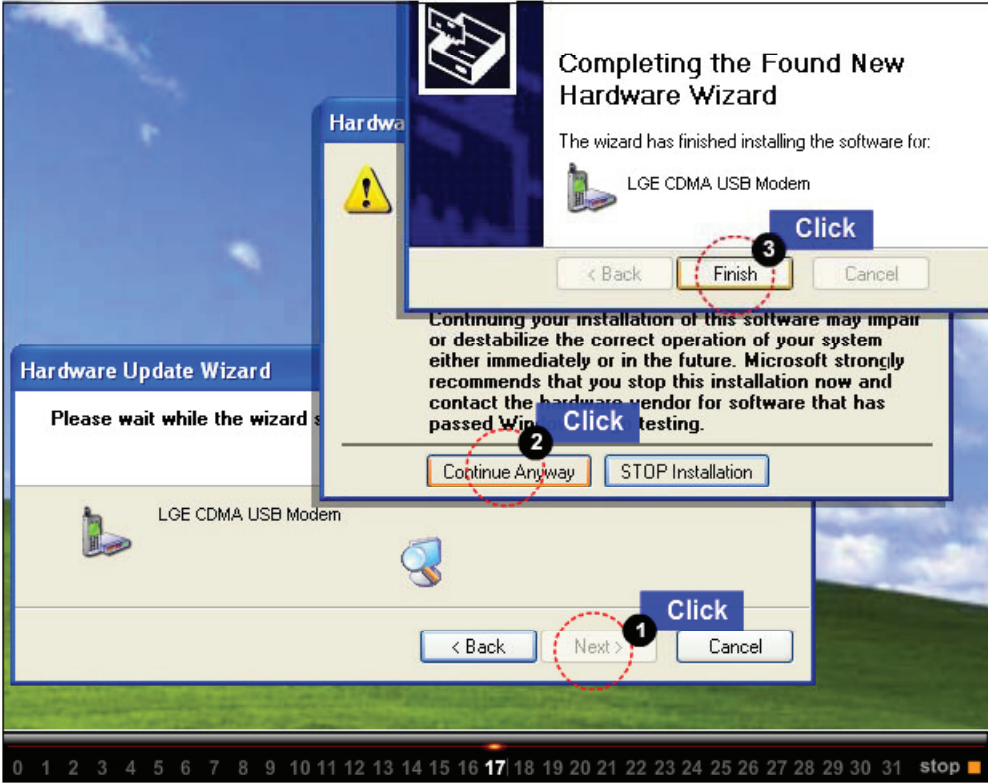 Completing the Found New
Hardware Wizard
The wizard has finished installing the software for:
LGE CDMA USB Modem
Click
3
< Back
Finish
Cancel
Hardwa
Continuing your installation of this software may impair
or destabilize the correct operation of your system
either immediately or in the future. Microsoft strongly
recommends that you stop this installation now and
contact the hardware vendor for software that has
passed testing.
Click
2
Continue Anyway
STOP Installation
Hardware Update Wizard
Please wait while the wizard s
LGE CDMA USB Modem
Click
1
< Back
Next >
Cancel
0 1 2 3 4 5 6 7 8 9 10 11 12 13 14 15 16 17 18 19 20 21 22 23 24 25 26 27 28 29 30 31 stop